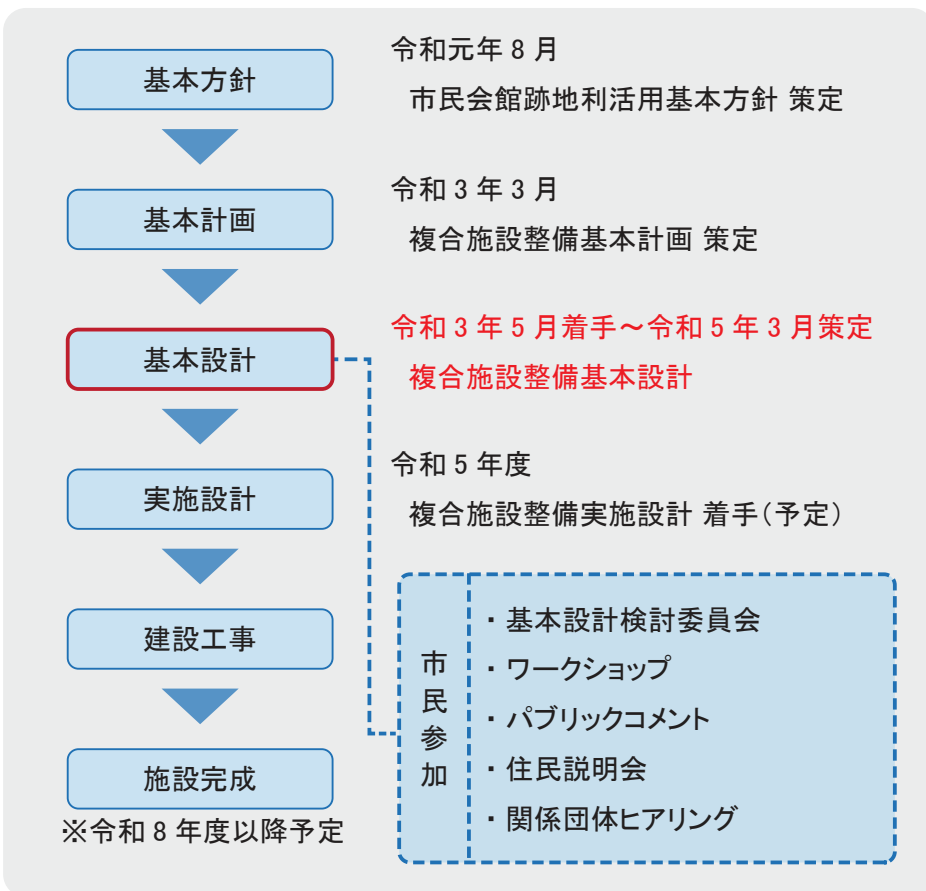 基本方針
令和元年8月
市民会館跡地利活用基本方針 策定
基本計画
令和3年3月
複合施設整備基本計画 策定
基本設計
令和3年5月着手~令和5年3月策定
複合施設整備基本設計
実施設計
令和5年度
複合施設整備実施設計 着手(予定)
建設工事
施設完成
※令和8年度以降予定
市民参加
・基本設計検討委員会
・ワークショップ
・パブリックコメント
・住民説明会
・関係団体ヒアリング